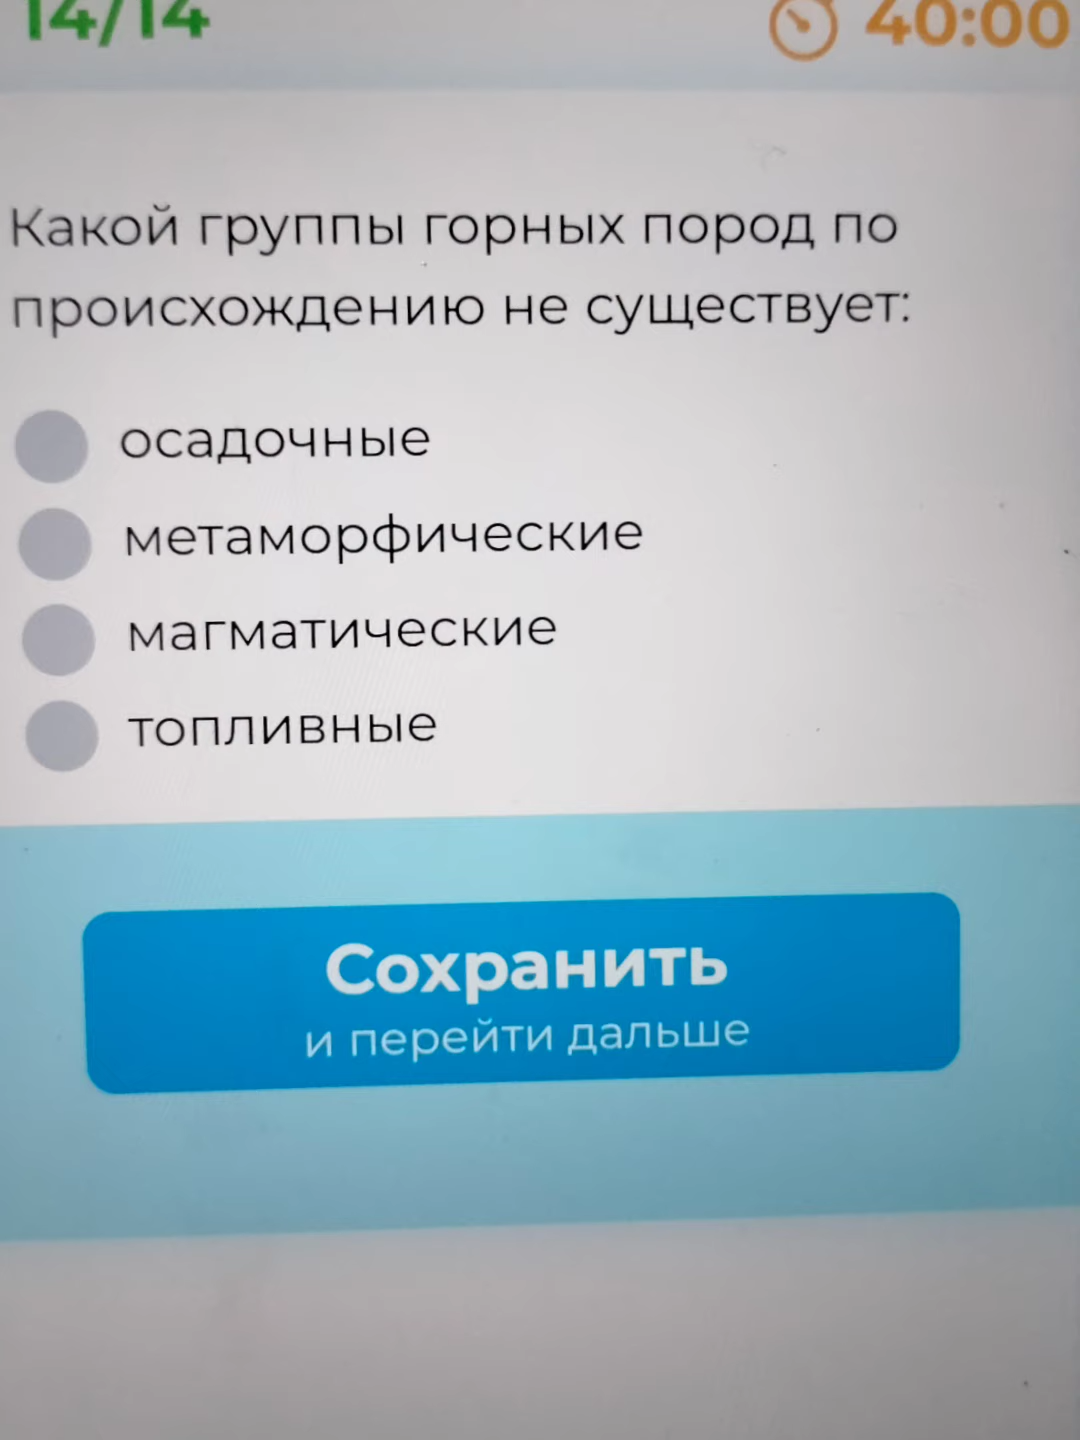 14/14
40:00
Какой группы горных пород по
происхождению не существует:
осадочные
метаморфические
магматические
топливные
Сохранить
и перейти дальше